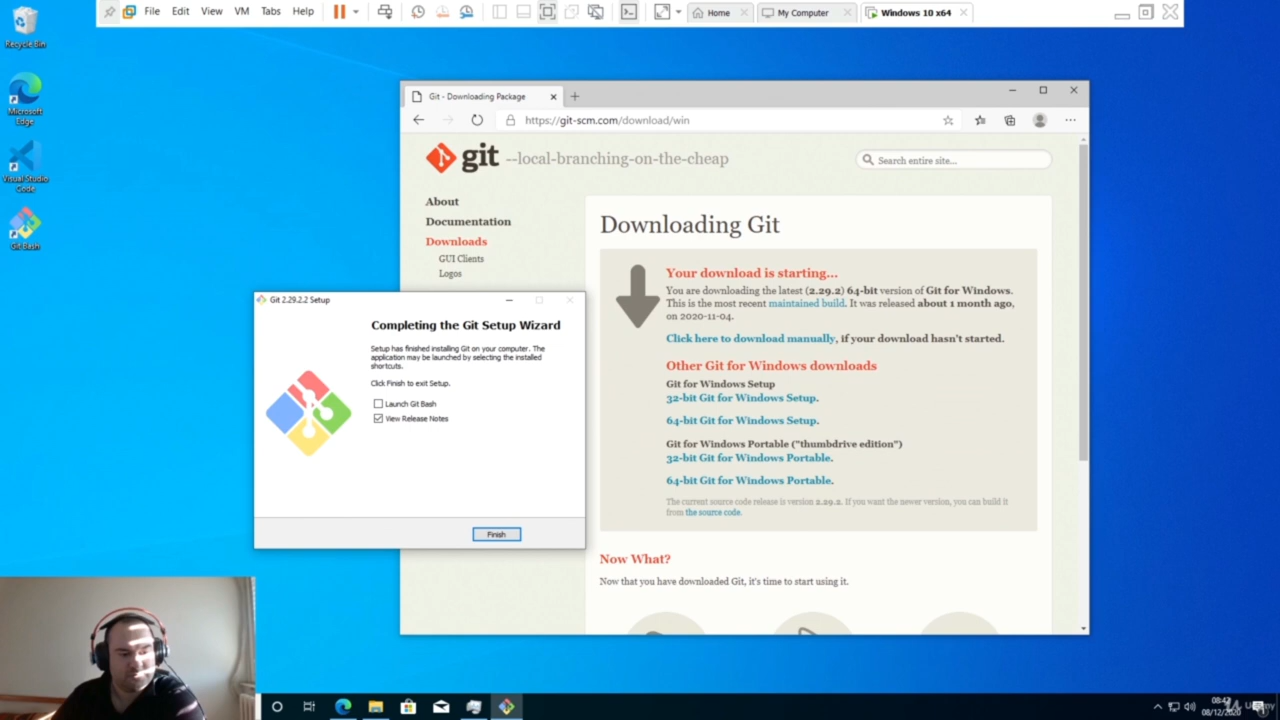 File Edit View VM Tabs Help
Home
My Computer
Windows 10 x64
Recycle Bin
Microsoft
Edge
Visual Studio
Code
Git Bash
Git - Downloading Package
https://git-scm.com/download/win
git --local-branching-on-the-cheap
Search entire site...
About
Documentation
Downloads
GUI Clients
Logos
Downloading Git
Your download is starting...
You are downloading the latest (2.29.2) 64-bit version of Git for Windows.
This is the most recent maintained build. It was released about 1 month ago,
on 2020-11-04.
Click here to download manually, if your download hasn't started.
Other Git for Windows downloads
Git for Windows Setup
32-bit Git for Windows Setup.
64-bit Git for Windows Setup.
Git for Windows Portable ("thumbdrive edition")
32-bit Git for Windows Portable.
64-bit Git for Windows Portable.
The current source code release is version 2.29.2. If you want the newer version, you can build it
from the source code.
Now What?
Now that you have downloaded Git, it's time to start using it.
Git 2.29.2.2 Setup
Completing the Git Setup Wizard
Setup has finished installing Git on your computer. The
application may be launched by selecting the installed
shortcuts.
Click Finish to exit Setup.
Launch Git Bash
View Release Notes
Finish
08/12/2020
Udemy